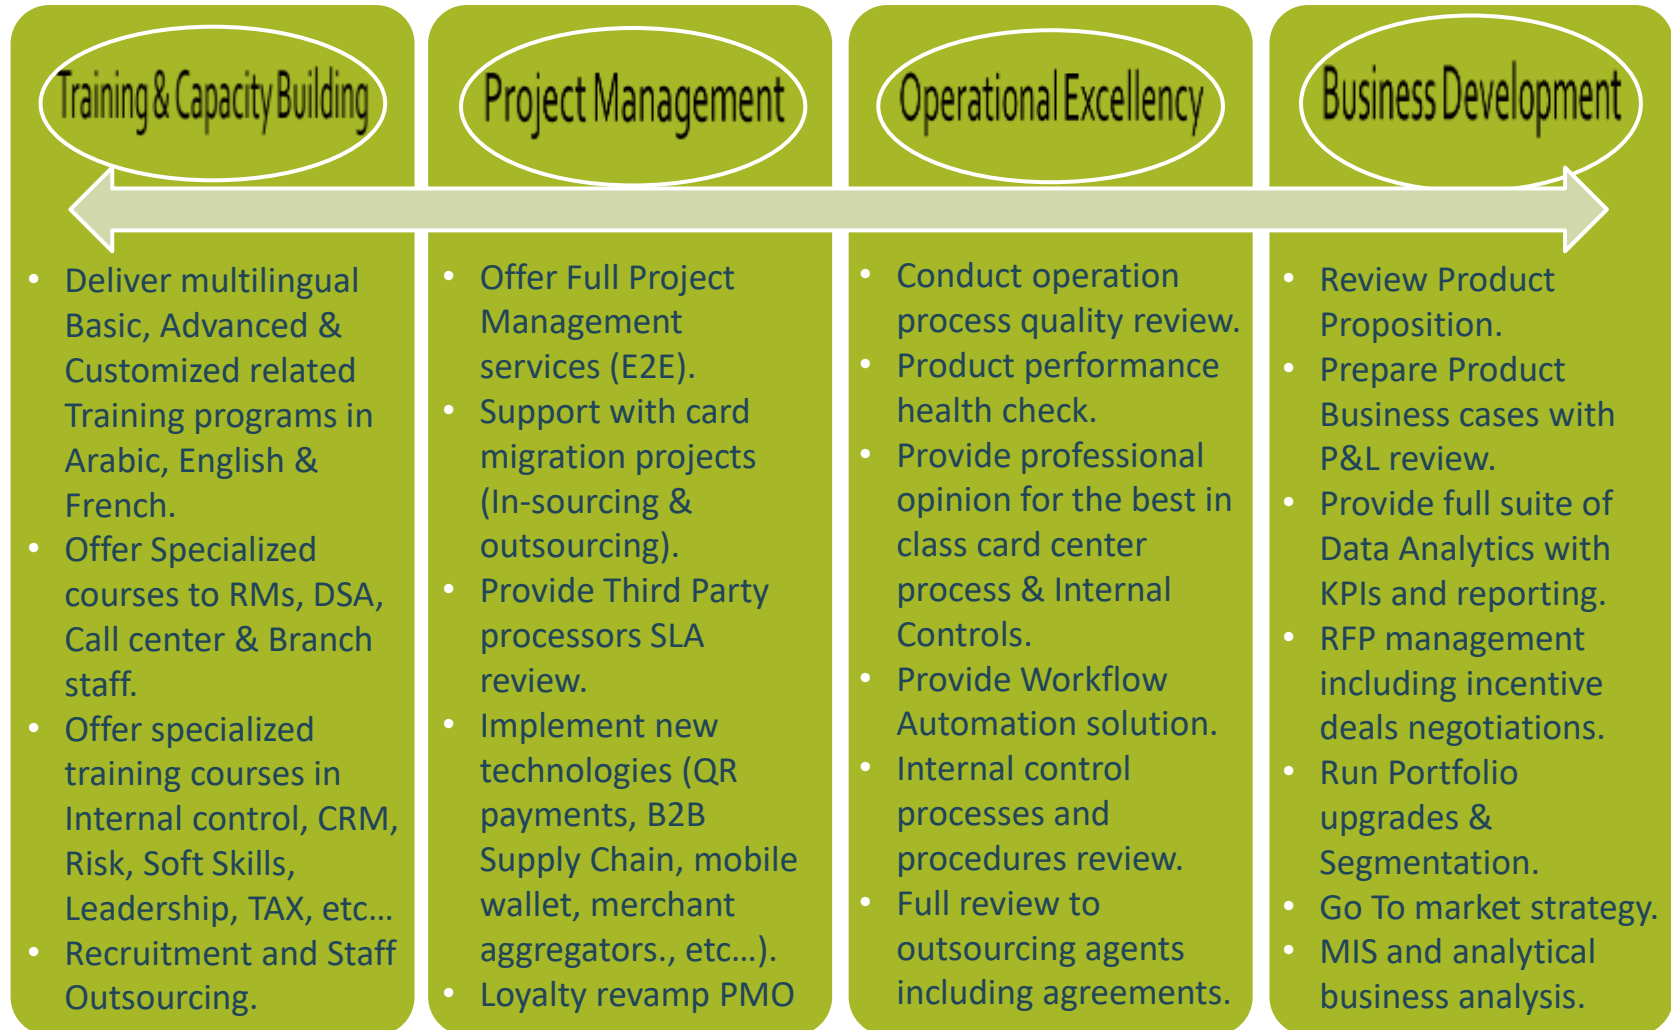 Training & Capacity Building
• Deliver multilingual
Basic, Advanced &
Customized related
Training programs in
Arabic, English &
French.
• Offer Specialized
courses to RMs, DSA,
Call center & Branch
staff.
• Offer specialized
training courses in
Internal control, CRM,
Risk, Soft Skills,
Leadership, TAX, etc...
• Recruitment and Staff
Outsourcing.
Project Management
• Offer Full Project
Management
services (E2E).
• Support with card
migration projects
(In-sourcing &
outsourcing).
• Provide Third Party
processors SLA
review.
• Implement new
technologies (QR
payments, B2B
Supply Chain, mobile
wallet, merchant
aggregators., etc...).
• Loyalty revamp PMO
Operational Excellency
• Conduct operation
process quality review.
• Product performance
health check.
• Provide professional
opinion for the best in
class card center
process & Internal
Controls.
• Provide Workflow
Automation solution.
• Internal control
processes and
procedures review.
• Full review to
outsourcing agents
including agreements.
Business Development
• Review Product
Proposition.
• Prepare Product
Business cases with
P&L review.
• Provide full suite of
Data Analytics with
KPIs and reporting.
• RFP management
including incentive
deals negotiations.
• Run Portfolio
upgrades &
Segmentation.
• Go To market strategy.
• MIS and analytical
business analysis.